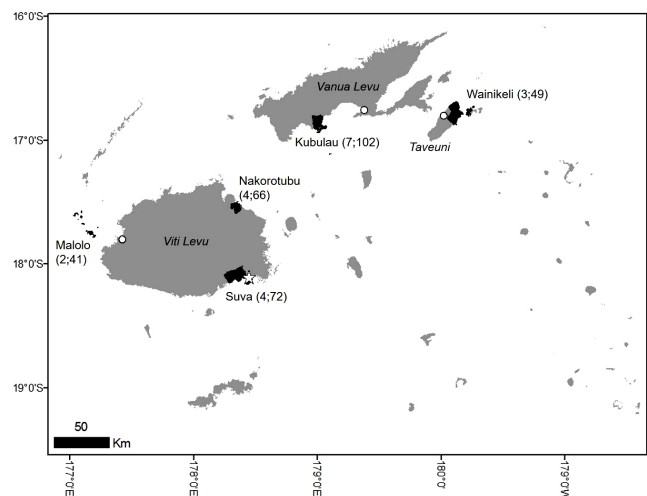 16°0'S
Vanua Levu
Wainikeli (3;49)
17°0'S
Kubulau (7;102)
Taveuni
Nakorotubu
(4;66)
Malolo
(2;41)
Viti Levu
18°0'S
Suva (4;72)
19°0'S
50
Km
177°0'E
178°0'E
179°0'E
180°0'
179°0'W